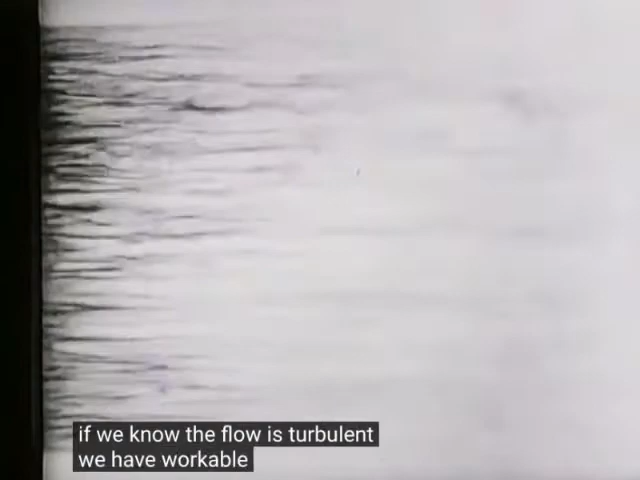 if we know the flow is turbulent
we have workable